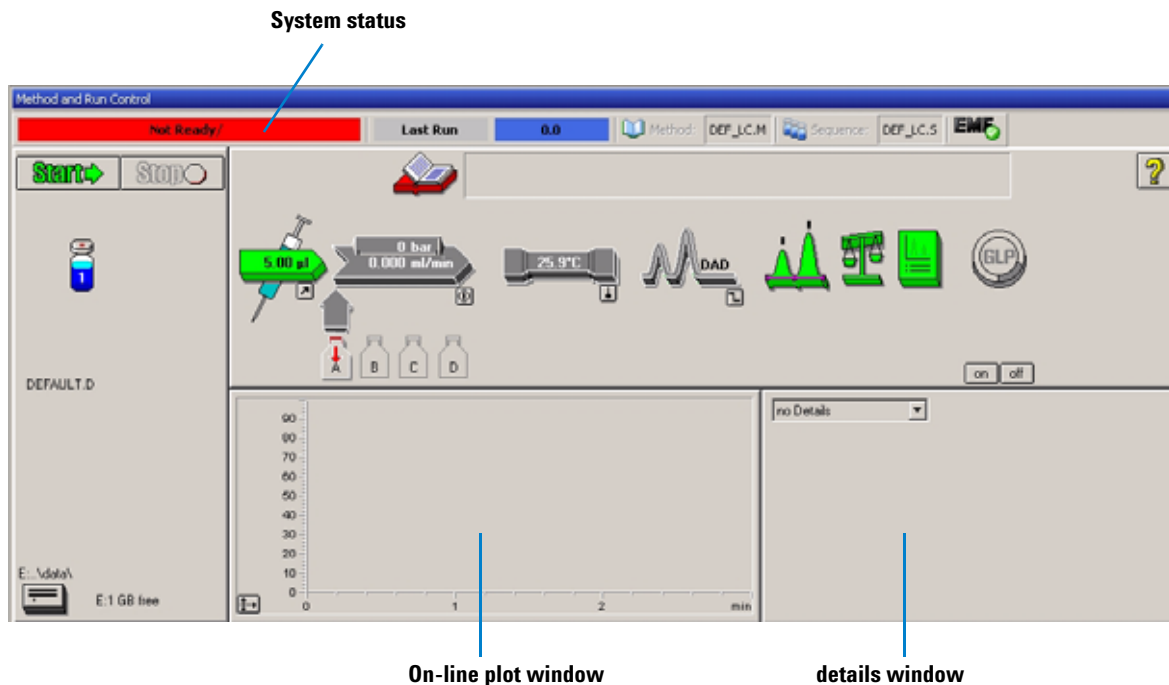 System status
Method and Run Control
Not Ready/
Last Run
0.0
Method:
DEF_LC.M
Sequence:
DEF_LC.S
EMF
Start
Stop
?
1
5.00 µl
0 bar
0.000 ml/min
25.9°C
DAD
GLP
A
B
C
D
DEFAULT.D
on
off
no Details
90
80
70
60
50
40
30
20
10
0
0
1
2
min
E:..\data\
E:1 GB free
On-line plot window
details window